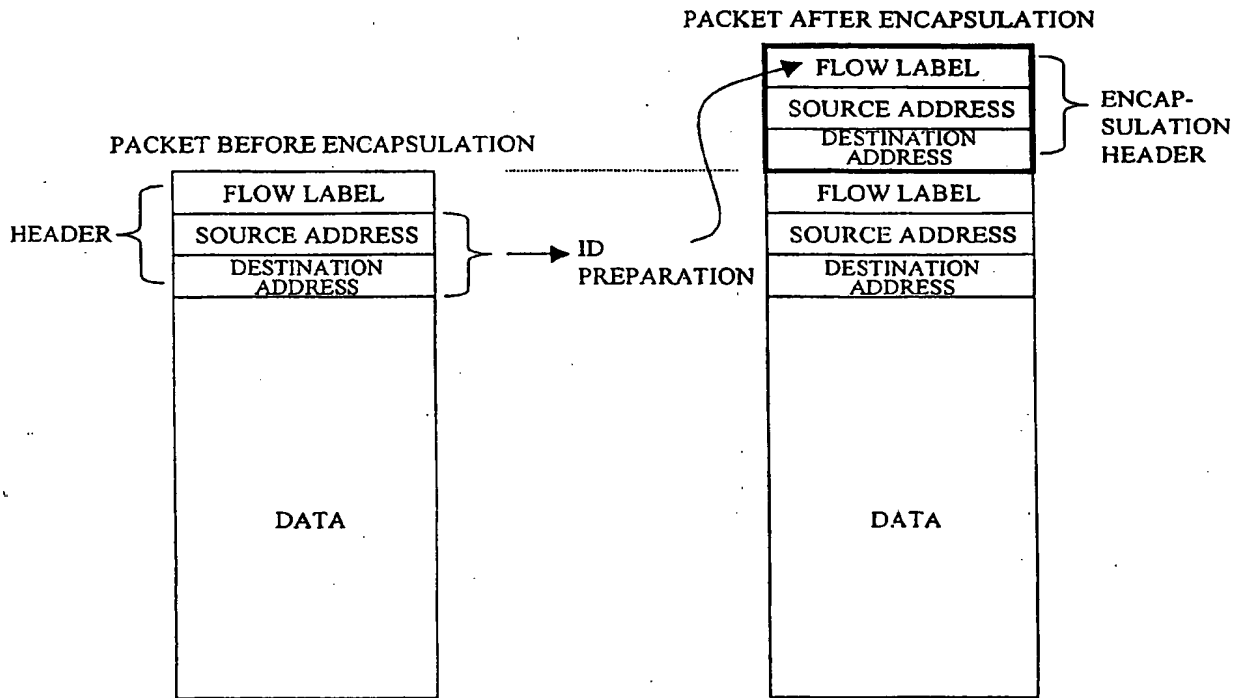 PACKET AFTER ENCAPSULATION
FLOW LABEL
SOURCE ADDRESS
DESTINATION
ADDRESS
ENCAP-
SULATION
HEADER
PACKET BEFORE ENCAPSULATION
FLOW LABEL
SOURCE ADDRESS
DESTINATION
ADDRESS
HEADER
ID
PREPARATION
FLOW LABEL
SOURCE ADDRESS
DESTINATION
ADDRESS
DATA
DATA